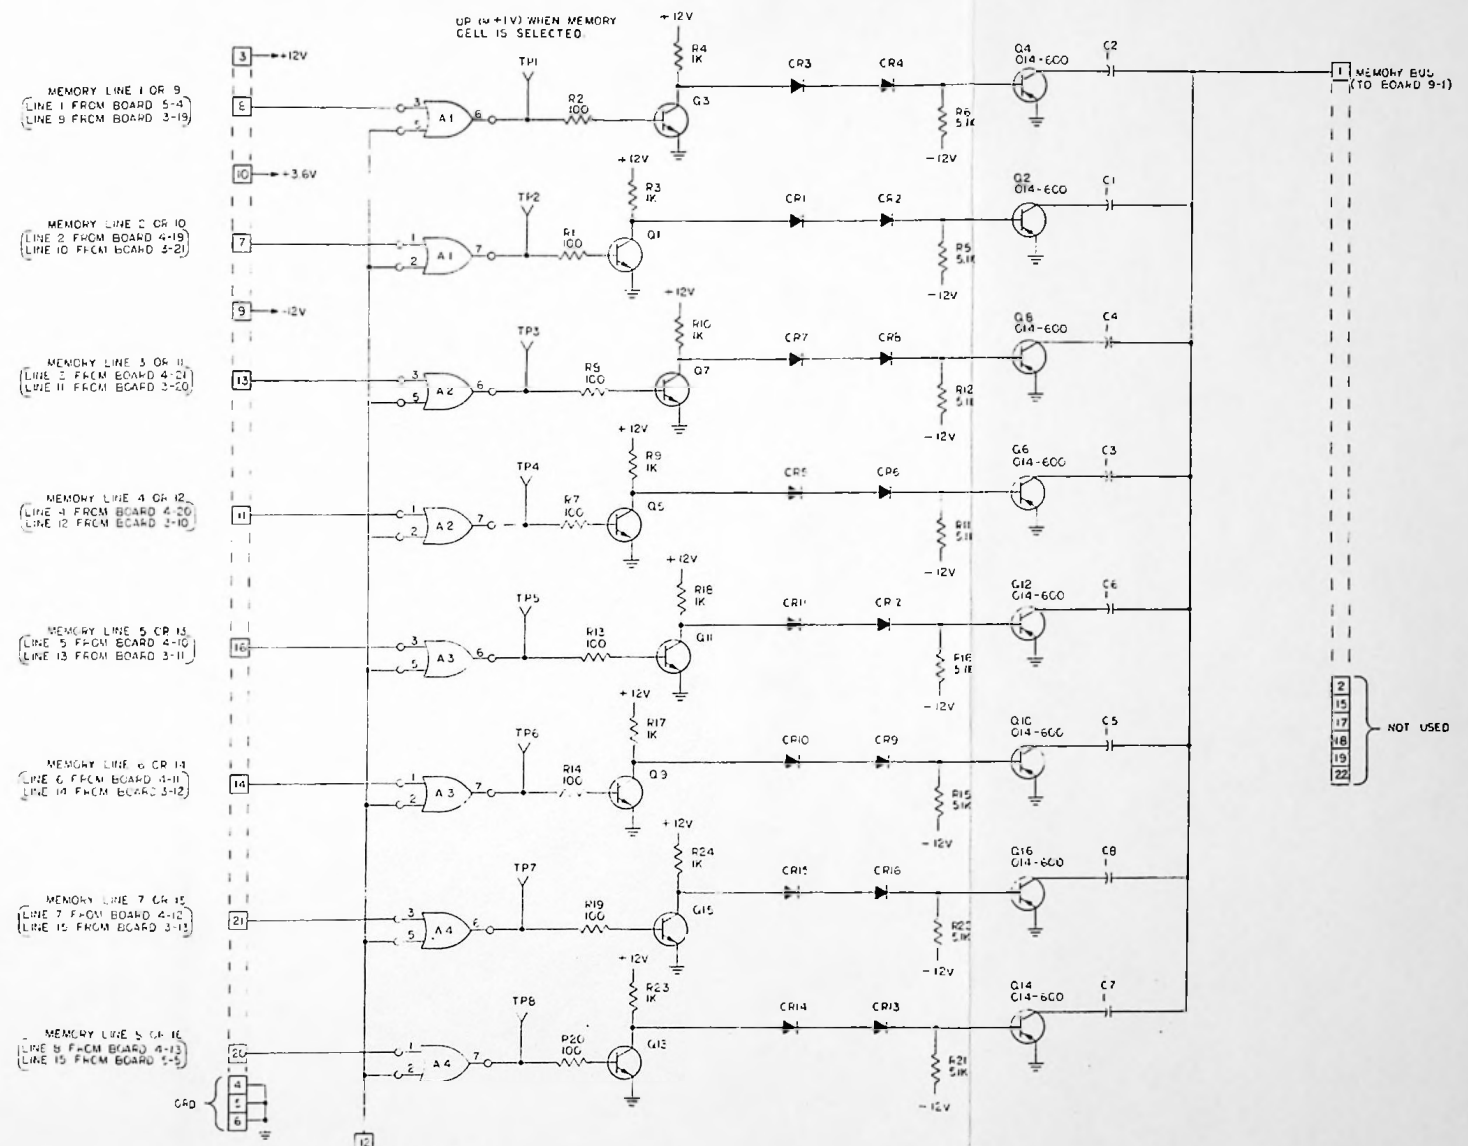 UP (≈ +1V) WHEN MEMORY
CELL IS SELECTED.
3 +12V
MEMORY LINE 1 OR 9
LINE 1 FROM BOARD 5-4
LINE 9 FROM BOARD 3-19
8
3
5
A1
6
TP1
R2
100
+12V
R4
1K
Q3
CR3
CR4
R6
5.1K
-12V
Q4
014-600
C2
1
MEMORY BUS
(TO BOARD 9-1)
10 +3.6V
MEMORY LINE 2 OR 10
LINE 2 FROM BOARD 4-19
LINE 10 FROM BOARD 3-21
7
1
2
A1
7
TP2
R1
100
+12V
R3
1K
Q1
CR1
CR2
R5
5.1K
-12V
Q2
014-600
C1
9 -12V
MEMORY LINE 3 OR 11
LINE 3 FROM BOARD 4-21
LINE 11 FROM BOARD 3-20
13
3
5
A2
6
TP3
+12V
R10
1K
Q7
CR7
CR8
R12
5.1K
-12V
Q8
014-600
C4
MEMORY LINE 4 OR 12
LINE 4 FROM BOARD 4-20
LINE 12 FROM BOARD 3-10
11
1
2
A2
7
TP4
R7
100
+12V
R9
1K
Q5
CR5
CR6
R11
5.1K
-12V
Q6
014-600
C3
MEMORY LINE 5 OR 13
LINE 5 FROM BOARD 4-10
LINE 13 FROM BOARD 3-11
16
3
5
A3
6
TP5
R13
100
+12V
R18
1K
Q11
CR11
CR12
R16
5.1K
-12V
Q12
014-600
C6
MEMORY LINE 6 OR 14
LINE 6 FROM BOARD 4-11
LINE 14 FROM BOARD 3-12
14
1
2
A3
7
TP6
R14
100
+12V
R17
1K
Q9
CR10
CR9
R15
5.1K
-12V
Q10
014-600
C5
2
15
17
18
19
22
NOT USED
MEMORY LINE 7 OR 15
LINE 7 FROM BOARD 4-12
LINE 15 FROM BOARD 3-13
21
3
5
A4
6
TP7
R19
100
+12V
R24
1K
Q15
CR15
CR16
5.1K
-12V
Q16
014-600
C8
LINE 8 FROM BOARD 4-13
20
1
2
A4
7
TP8
R20
100
+12V
R23
1K
Q13
CR14
CR13
R21
5.1K
-12V
Q14
014-600
C7
GRD
4
5
6
12